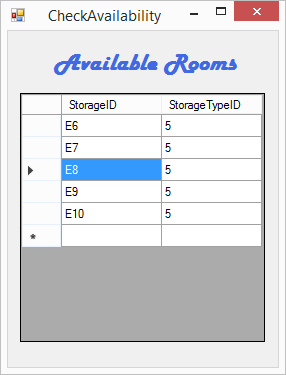 CheckAvailability
Available Rooms
StorageID StorageTypeID
E6 5
E7 5
E8 5
E9 5
E10 5
*